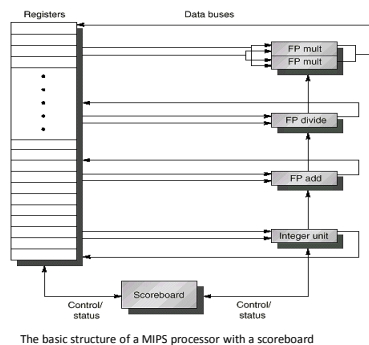 Registers
Data buses
FP mult
FP mult
FP divide
FP add
Integer unit
Scoreboard
Control/
status
Control/
status
The basic structure of a MIPS processor with a scoreboard